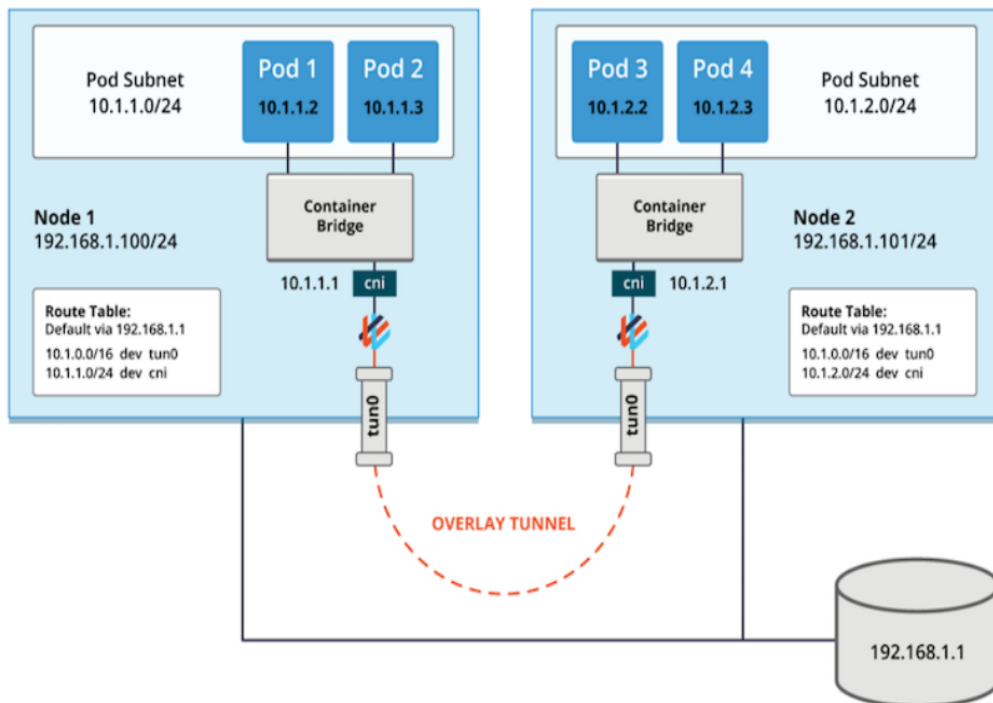 Pod Subnet
10.1.1.0/24
Pod 1
10.1.1.2
Pod 2
10.1.1.3
Container
Bridge
Node 1
192.168.1.100/24
10.1.1.1
cni
Route Table:
Default via 192.168.1.1
10.1.0.0/16 dev tun0
10.1.1.0/24 dev cni
tun0
Pod 3
10.1.2.2
Pod 4
10.1.2.3
Pod Subnet
10.1.2.0/24
Container
Bridge
Node 2
192.168.1.101/24
cni
10.1.2.1
Route Table:
Default via 192.168.1.1
10.1.0.0/16 dev tun0
10.1.2.0/24 dev cni
tun0
OVERLAY TUNNEL
192.168.1.1